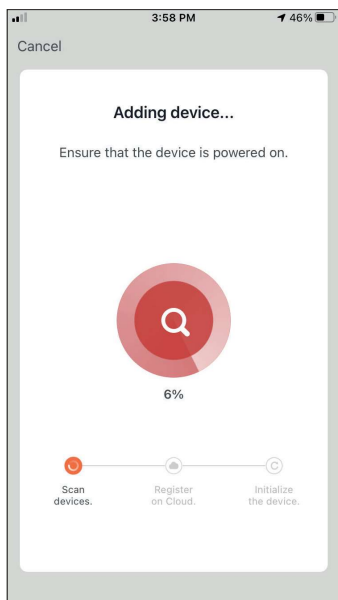 3:58 PM
46%
Cancel
Adding device...
Ensure that the device is powered on.
6%
Scan
devices.
Register
on Cloud.
Initialize
the device.